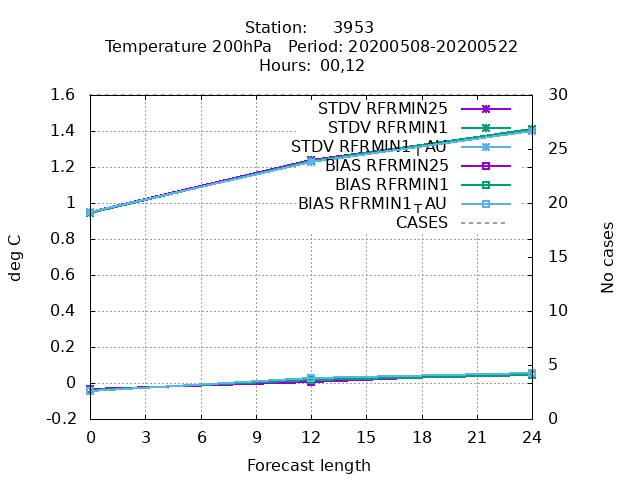 Station: 3953
Temperature 200hPa Period: 20200508-20200522
Hours: 00,12
1.6
1.4
1.2
1
0.8
0.6
0.4
0.2
0
-0.2
deg C
30
25
20
15
10
5
0
No cases
STDV RFRMIN25
STDV RFRMIN1
STDV RFRMIN1_TAU
BIAS RFRMIN25
BIAS RFRMIN1
BIAS RFRMIN1_TAU
CASES
0 3 6 9 12 15 18 21 24
Forecast length